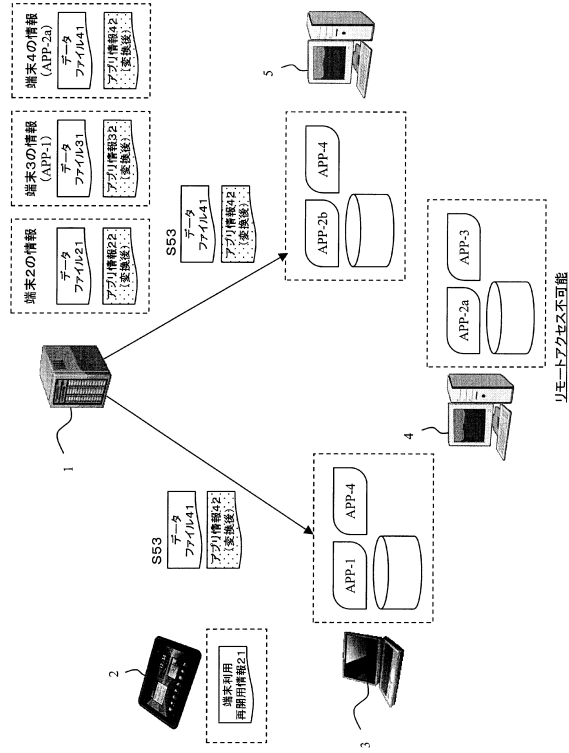 端末2の情報
データ
ファイル21
アプリ情報22
(変換後)
端末3の情報
(APP-1)
データ
ファイル31
アプリ情報32
(変換後)
端末4の情報
(APP-2a)
データ
ファイル41
アプリ情報42
(変換後)
1
S53
データ
ファイル41
アプリ情報42
(変換後)
S53
データ
ファイル41
アプリ情報42
(変換後)
2
端末利用
再開用情報21
3
APP-1
APP-4
4
APP-2a
APP-3
リモートアクセス不可能
5
APP-2b
APP-4